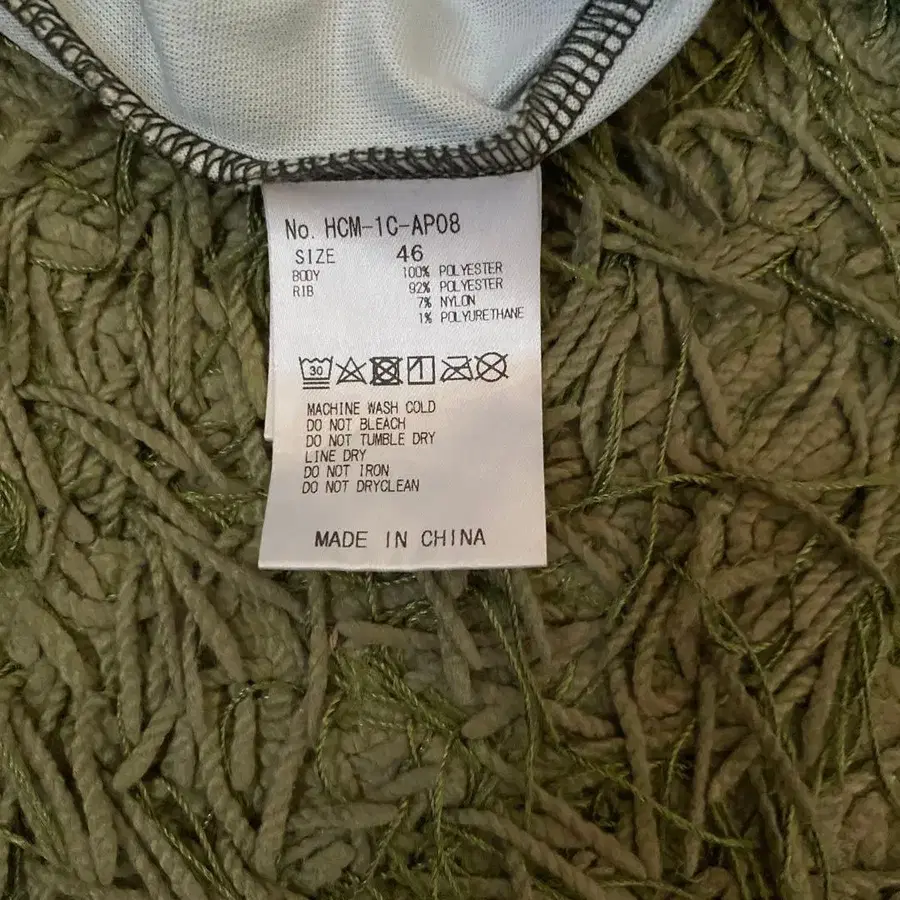 No. HCM-1C-AP08
SIZE 46
BODY 100% POLYESTER
RIB 92% POLYESTER
7% NYLON
1% POLYURETHANE
30
MACHINE WASH COLD
DO NOT BLEACH
DO NOT TUMBLE DRY
LINE DRY
DO NOT IRON
DO NOT DRYCLEAN
MADE IN CHINA